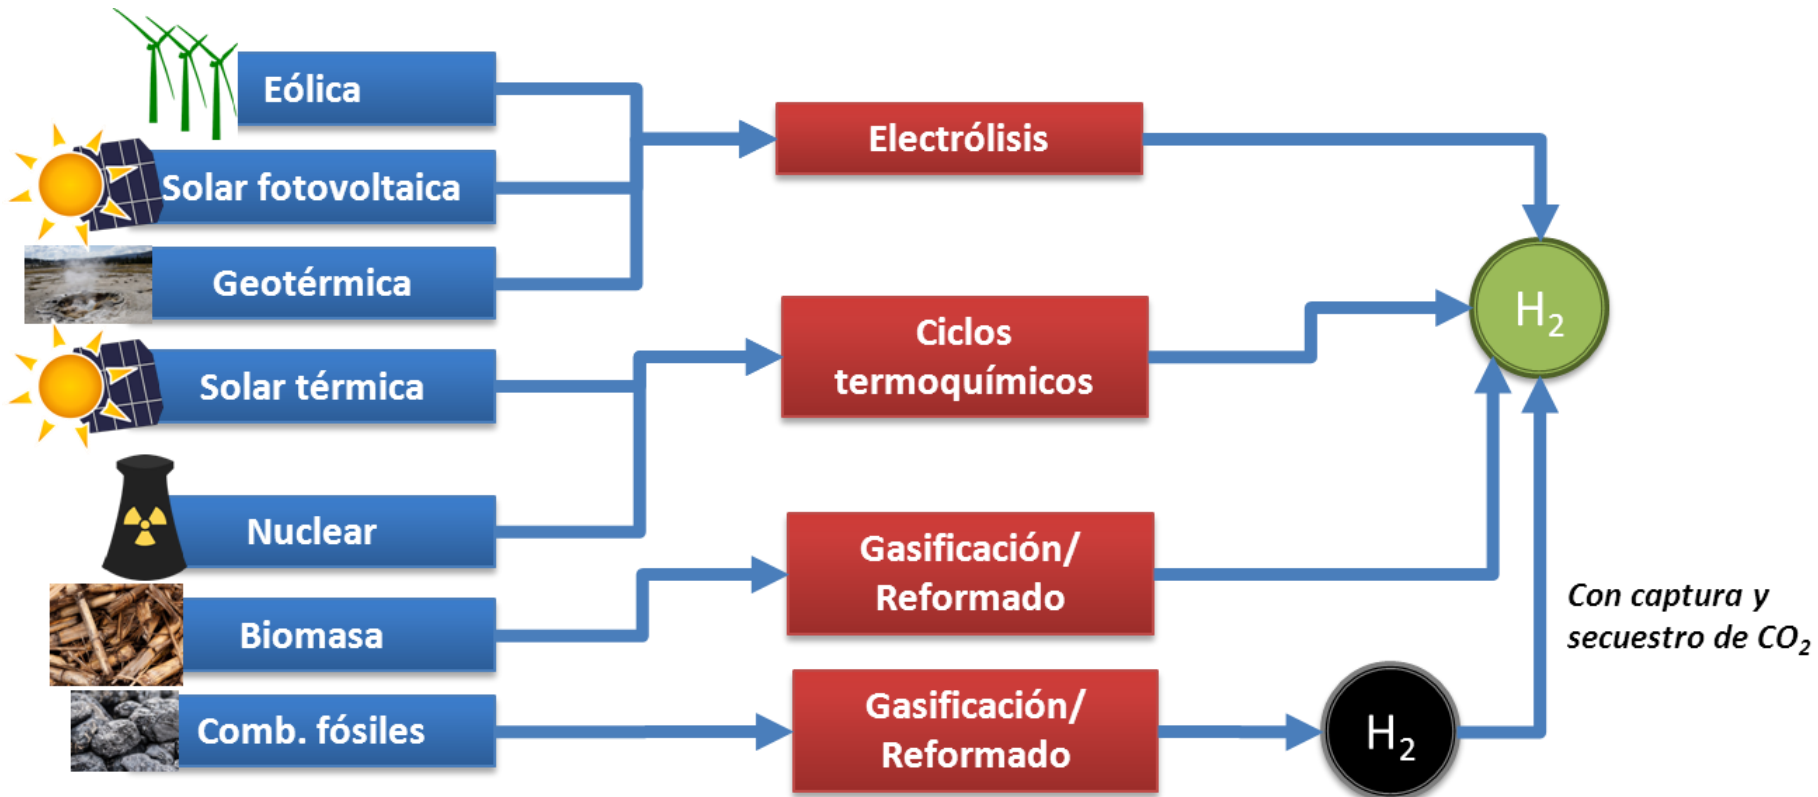 Eólica
Solar fotovoltaica
Geotérmica
Solar térmica
Nuclear
Biomasa
Comb. fósiles
Electrólisis
Ciclos
termoquímicos
Gasificación/
Reformado
Gasificación/
Reformado
H₂
H₂
Con captura y
secuestro de CO₂